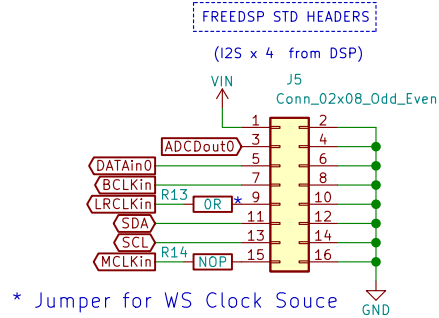 FREEDSP STD HEADERS
(I2S x 4 from DSP)
VIN
J5
Conn_02x08_Odd_Even
1 2
ADCDout0 3 4
DATAin0 5 6
BCLKin 7 8
R13
LRCLKin 0R * 9 10
SDA 11 12
SCL 13 14
R14
MCLKin NOP 15 16
* Jumper for WS Clock Souce
GND